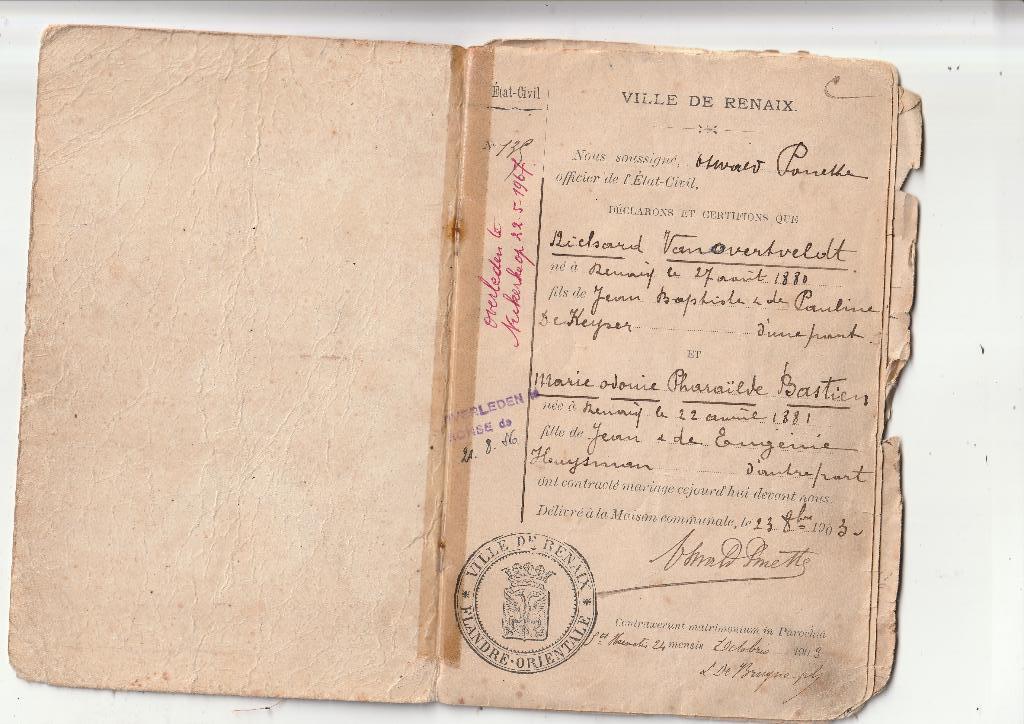 État-Civil
VILLE DE RENAIX.
N° 138
Nous soussigné, Oswald Ponette
officier de l'État-Civil,
DÉCLARONS ET CERTIFIONS QUE
Richard Vanovertveldt
né à Renaix le 27 août 1880
fils de Jean Baptiste & de Pauline
De Keyser d'une part.
ET
Marie Odonie Pharaïlde Bastien
née à Renaix le 22 avril 1881
fille de Jean & de Eugénie
Huysman d'autre part
ont contracté mariage cejourd'hui devant nous.
Délivré à la Maison communale, le 23 8bre 1903.
Oswald Ponette
Contraxerunt matrimonium in Parochia
24 mensis Octobris 1903
L De Bruyne
overleden te
Nukerke op 22-5-1967.
OVERLEDEN te
RONSE de
21. 8. 56
* VILLE DE RENAIX *
FLANDRE-ORIENTALE